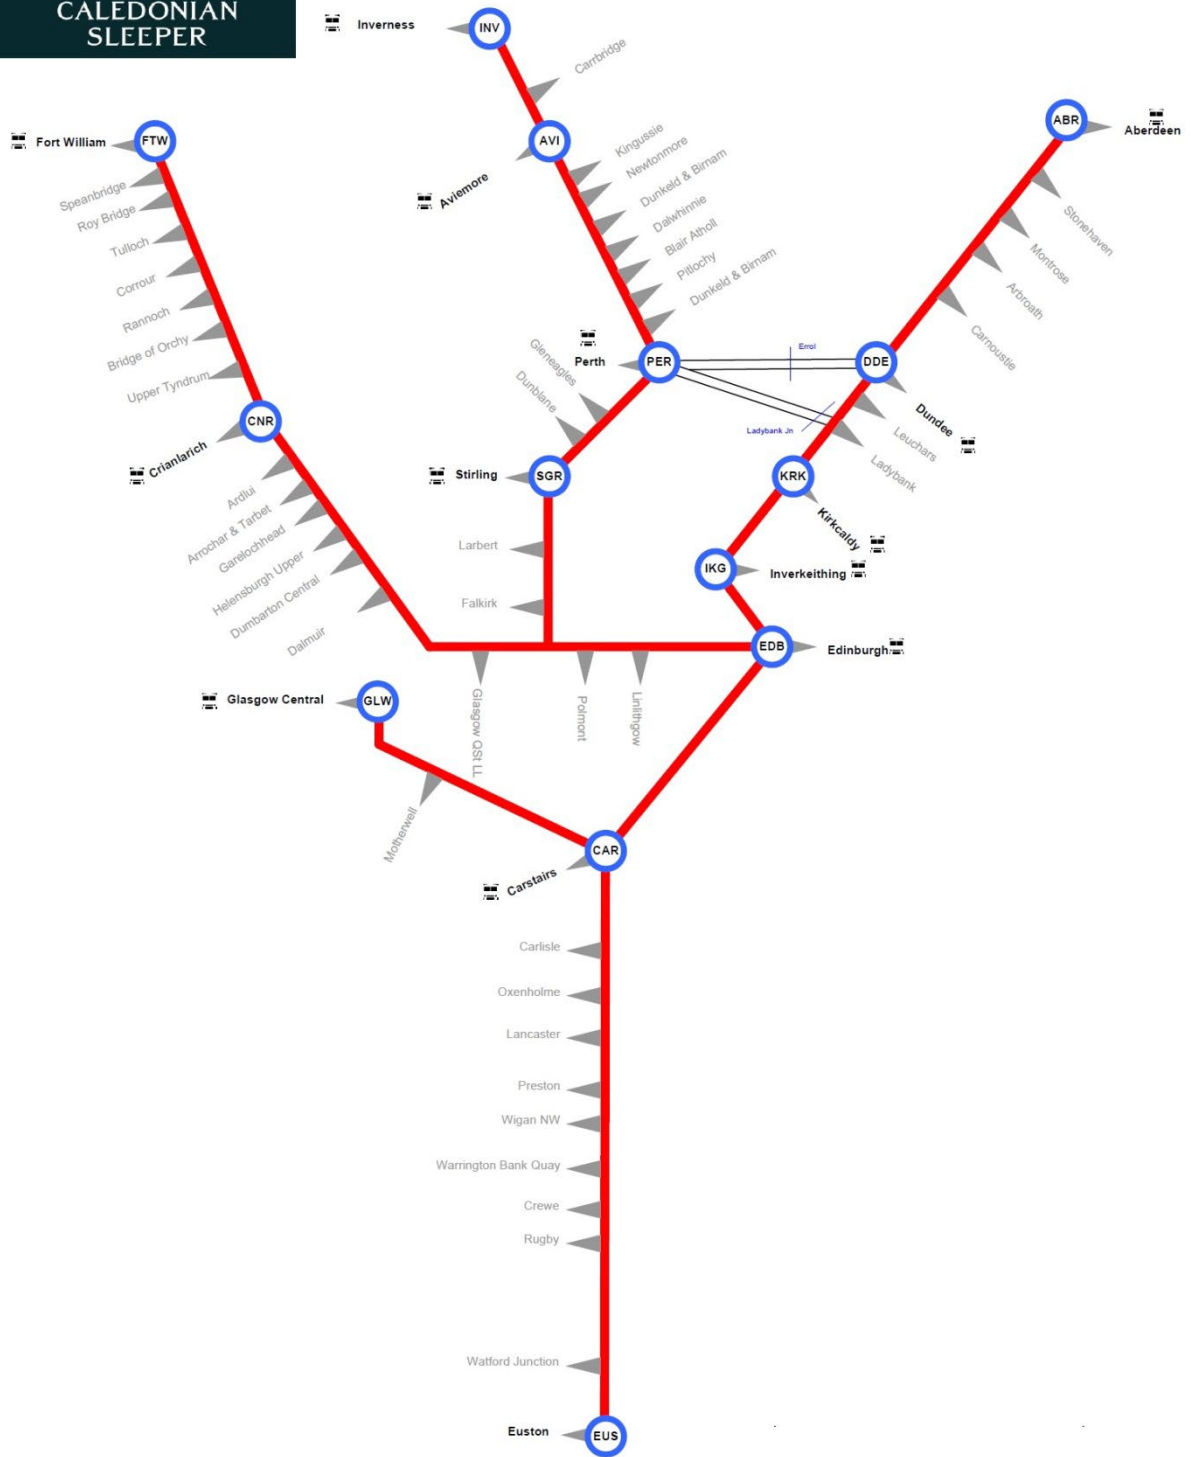 CALEDONIAN
SLEEPER
Inverness
INV
Carrbridge
Fort William
FTW
AVI
Aviemore
ABR
Aberdeen
Speanbridge
Roy Bridge
Tulloch
Corrour
Rannoch
Bridge of Orchy
Upper Tyndrum
Kingussie
Newtonmore
Dunkeld & Birnam
Dalwhinnie
Blair Atholl
Pitlochy
Dunkeld & Birnam
Stonehaven
Montrose
Arbroath
Carnoustie
Perth
PER
Errol
DDE
Dundee
Gleneagles
Dunblane
Ladybank Jn
Leuchars
Ladybank
CNR
Crianlarich
Stirling
SGR
KRK
Kirkcaldy
Ardlui
Arrochar & Tarbet
Garelochhead
Helensburgh Upper
Dumbarton Central
Dalmuir
Larbert
Falkirk
IKG
Inverkeithing
EDB
Edinburgh
Glasgow Central
GLW
Glasgow QSt LL
Polmont
Linlithgow
Motherwell
CAR
Carstairs
Carlisle
Oxenholme
Lancaster
Preston
Wigan NW
Warrington Bank Quay
Crewe
Rugby
Watford Junction
Euston
EUS